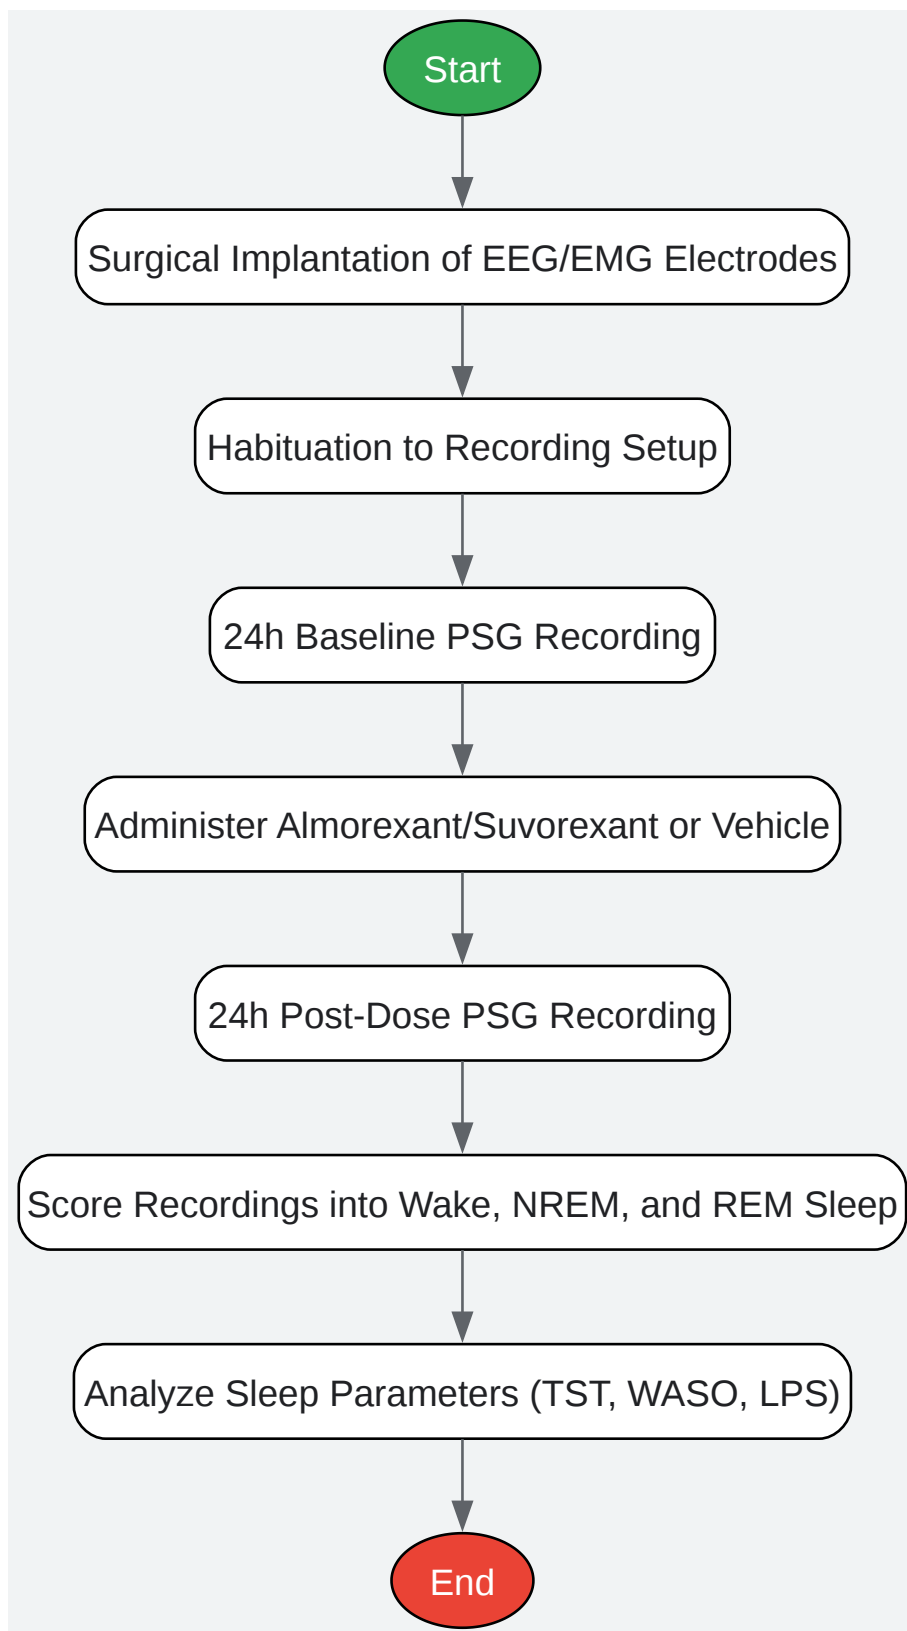 Start
Surgical Implantation of EEG/EMG Electrodes
Habituation to Recording Setup
24h Baseline PSG Recording
Administer Almorexant/Suvorexant or Vehicle
24h Post-Dose PSG Recording
Score Recordings into Wake, NREM, and REM Sleep
Analyze Sleep Parameters (TST, WASO, LPS)
End